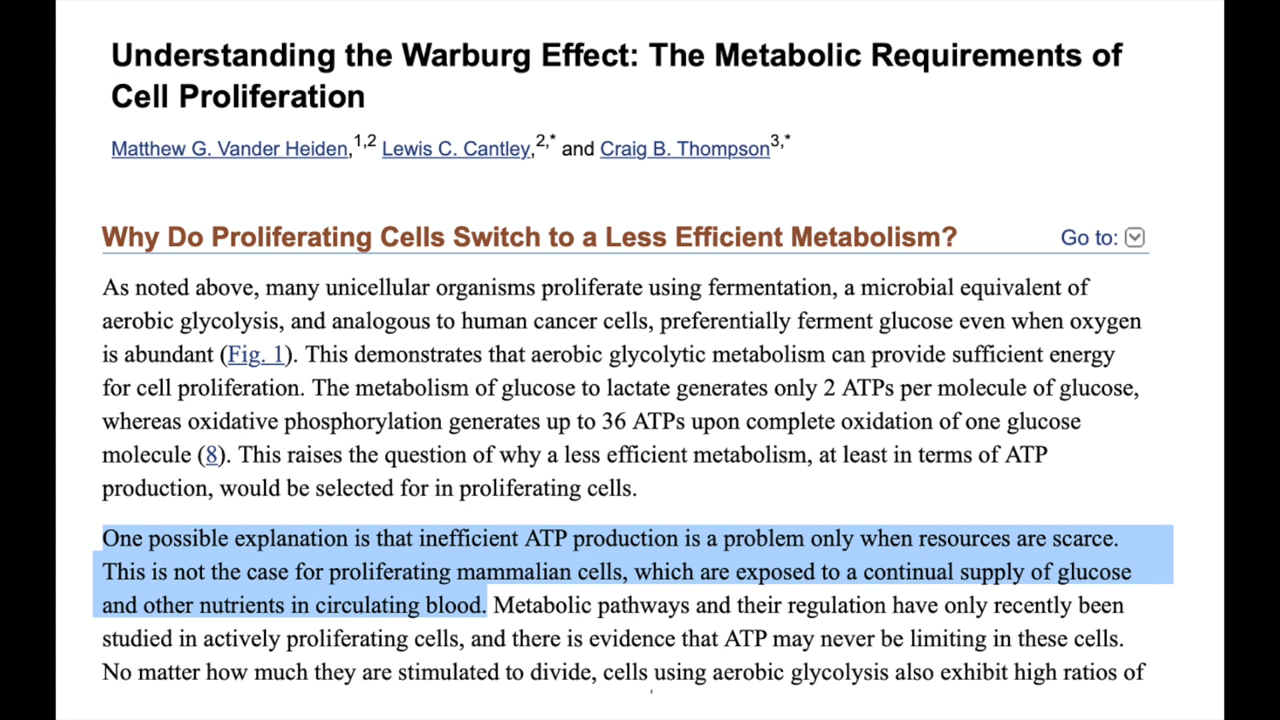 Understanding the Warburg Effect: The Metabolic Requirements of
Cell Proliferation
Matthew G. Vander Heiden,1,2 Lewis C. Cantley,2,* and Craig B. Thompson3,*
Why Do Proliferating Cells Switch to a Less Efficient Metabolism?
Go to:
As noted above, many unicellular organisms proliferate using fermentation, a microbial equivalent of
aerobic glycolysis, and analogous to human cancer cells, preferentially ferment glucose even when oxygen
is abundant (Fig. 1). This demonstrates that aerobic glycolytic metabolism can provide sufficient energy
for cell proliferation. The metabolism of glucose to lactate generates only 2 ATPs per molecule of glucose,
whereas oxidative phosphorylation generates up to 36 ATPs upon complete oxidation of one glucose
molecule (8). This raises the question of why a less efficient metabolism, at least in terms of ATP
production, would be selected for in proliferating cells.
One possible explanation is that inefficient ATP production is a problem only when resources are scarce.
This is not the case for proliferating mammalian cells, which are exposed to a continual supply of glucose
and other nutrients in circulating blood. Metabolic pathways and their regulation have only recently been
studied in actively proliferating cells, and there is evidence that ATP may never be limiting in these cells.
No matter how much they are stimulated to divide, cells using aerobic glycolysis also exhibit high ratios of